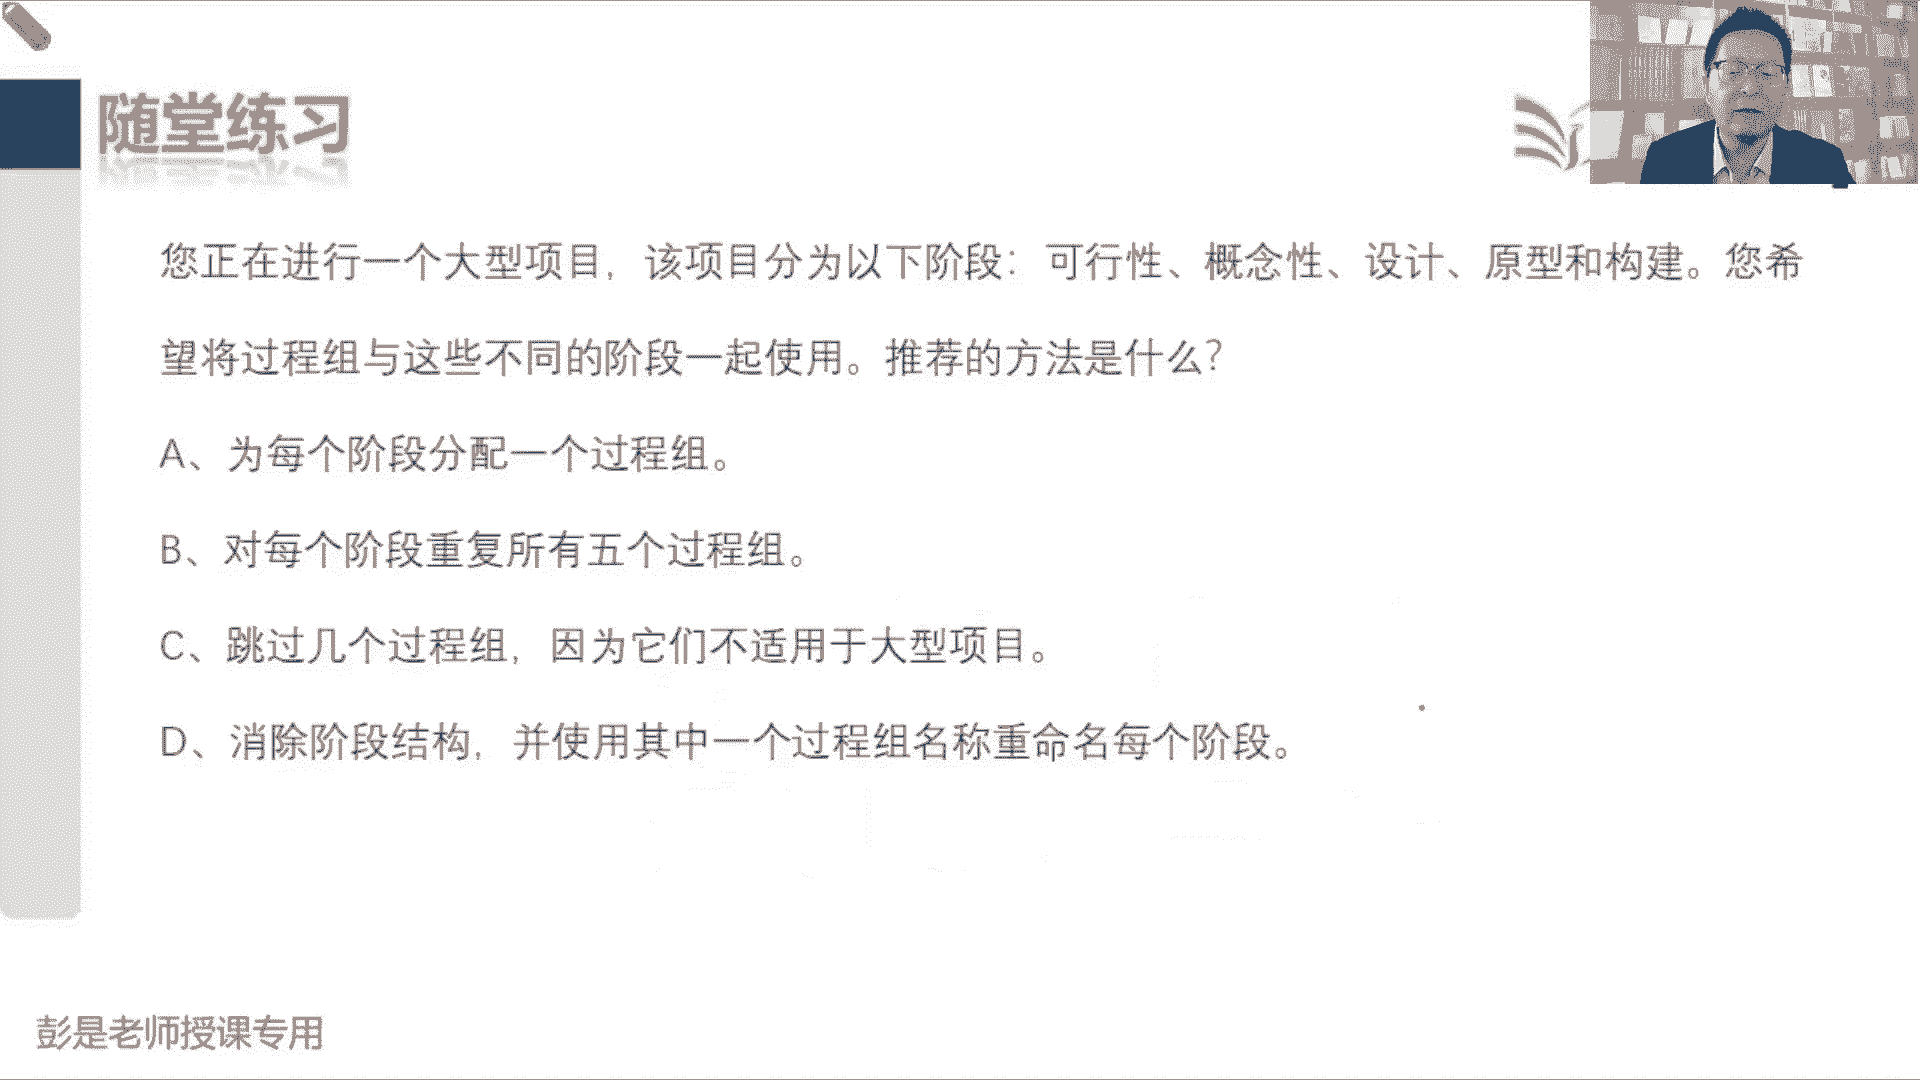 随堂练习
您正在进行一个大型项目，该项目分为以下阶段：可行性、概念性、设计、原型和构建。您希
望将过程组与这些不同的阶段一起使用。推荐的方法是什么？
A、为每个阶段分配一个过程组。
B、对每个阶段重复所有五个过程组。
C、跳过几个过程组，因为它们不适用于大型项目。
D、消除阶段结构，并使用其中一个过程组名称重命名每个阶段。
彭是老师授课专用